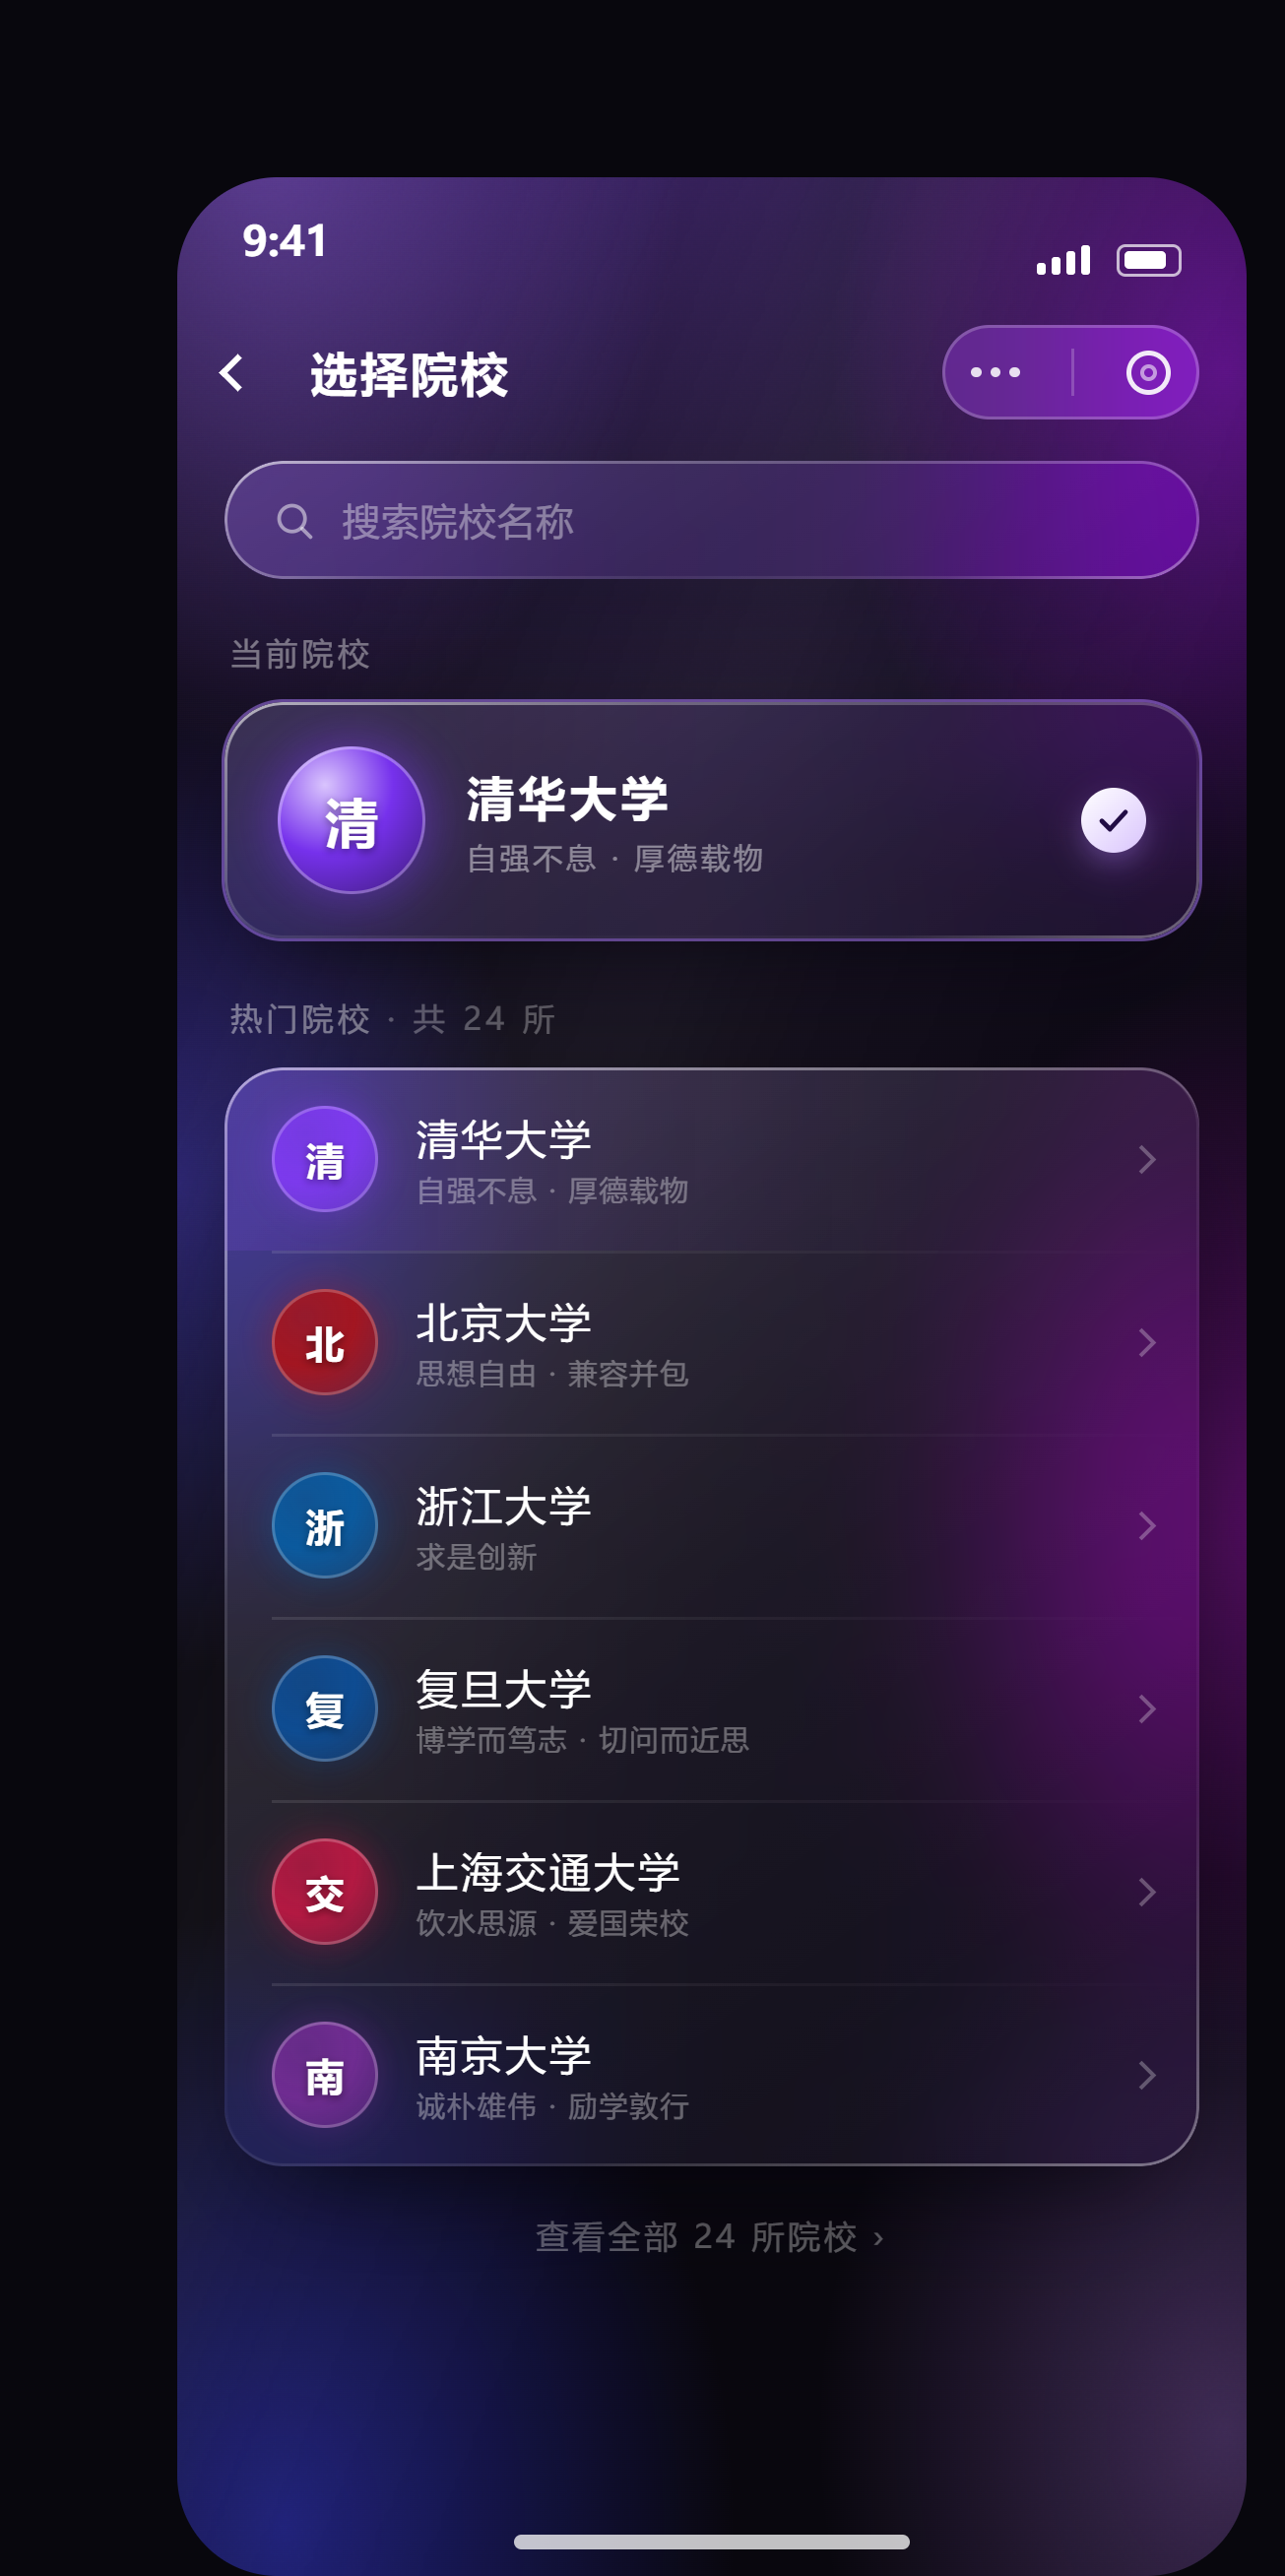 9:41
选择院校
搜索院校名称
当前院校
清
清华大学
自强不息 · 厚德载物
热门院校 · 共 24 所
清
清华大学
自强不息 · 厚德载物
北
北京大学
思想自由 · 兼容并包
浙
浙江大学
求是创新
复
复旦大学
博学而笃志 · 切问而近思
交
上海交通大学
饮水思源 · 爱国荣校
南
南京大学
诚朴雄伟 · 励学敦行
查看全部 24 所院校 ›